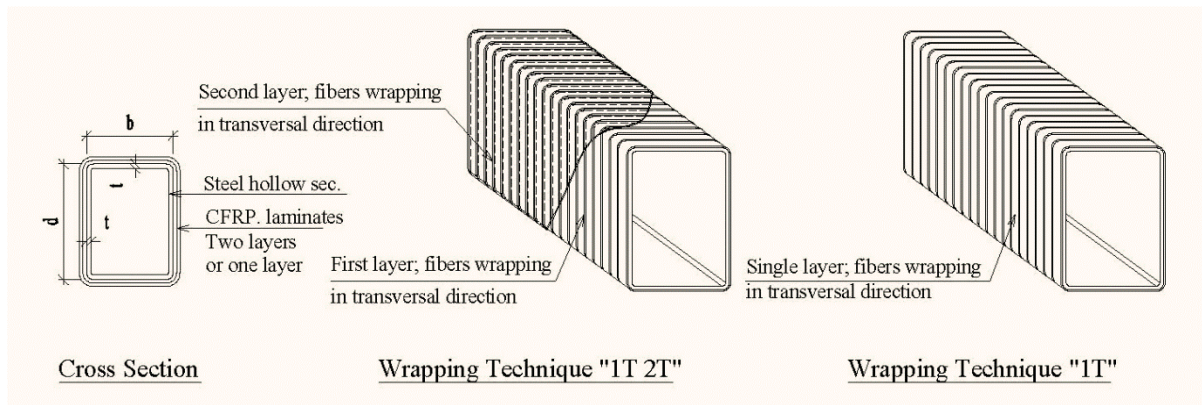 b
d
t
t
Steel hollow sec.
CFRP. laminates
Two layers
or one layer
Cross Section
Second layer; fibers wrapping
in transversal direction
First layer; fibers wrapping
in transversal direction
Wrapping Technique "1T 2T"
Single layer; fibers wrapping
in transversal direction
Wrapping Technique "1T"